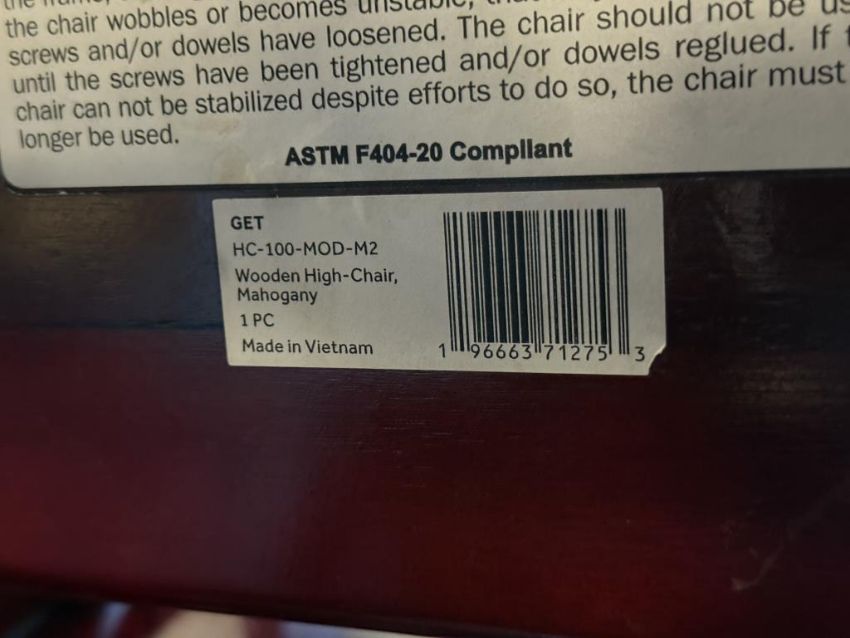 the chair wobbles or becomes unstable,
screws and/or dowels have loosened. The chair should not be
until the screws have been tightened and/or dowels reglued. If
chair can not be stabilized despite efforts to do so, the chair must
longer be used.
ASTM F404-20 Compliant
GET
HC-100-MOD-M2
Wooden High-Chair,
Mahogany
1 PC
Made in Vietnam
1 96663 71275 3